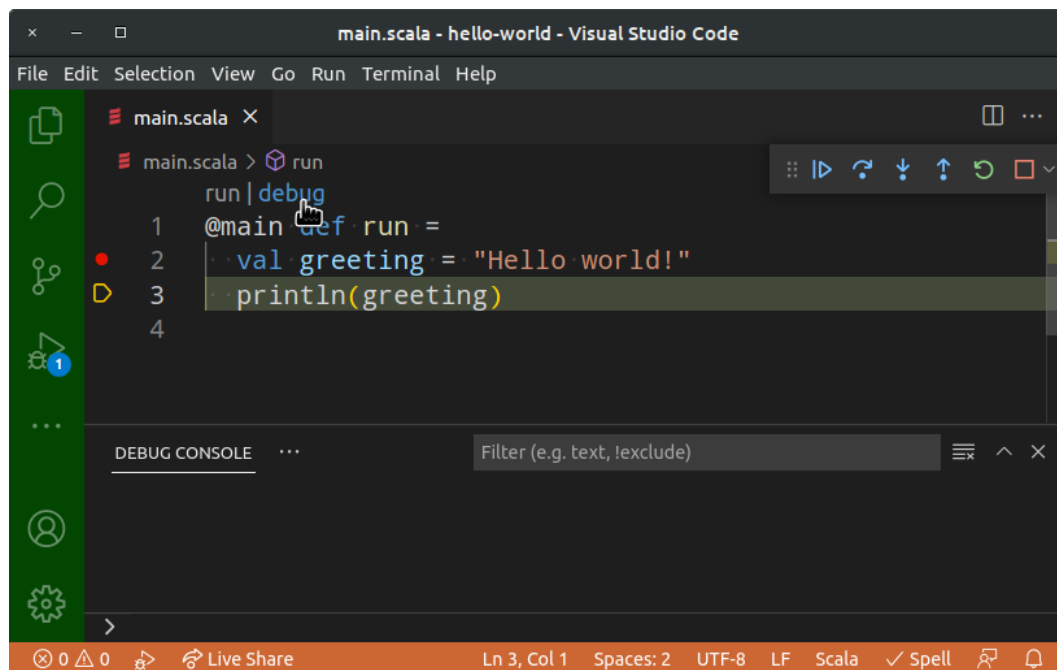 main.scala - hello-world - Visual Studio Code
File Edit Selection View Go Run Terminal Help
main.scala
main.scala > run
run | debug
1 @main def run =
2 val greeting = "Hello world!"
3 println(greeting)
4
1
DEBUG CONSOLE
Filter (e.g. text, !exclude)
>
0 0 Live Share Ln 3, Col 1 Spaces: 2 UTF-8 LF Scala Spell